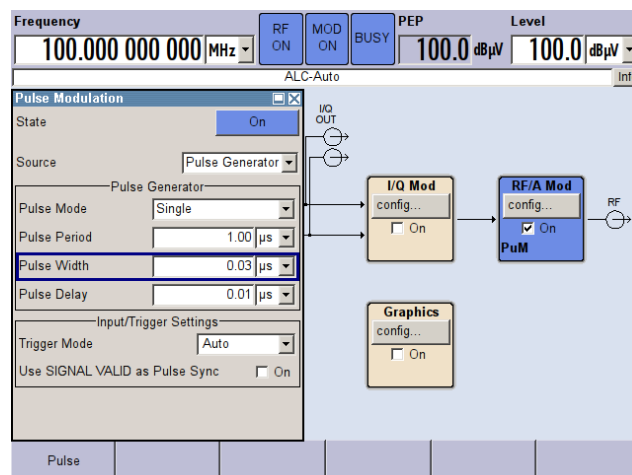 Frequency
100.000 000 000 MHz
RF ON
MOD ON
BUSY
PEP
100.0 dBµV
Level
100.0 dBµV
ALC-Auto
Inf
Pulse Modulation
State On
Source Pulse Generator
Pulse Generator
Pulse Mode Single
Pulse Period 1.00 µs
Pulse Width 0.03 µs
Pulse Delay 0.01 µs
Input/Trigger Settings
Trigger Mode Auto
Use SIGNAL VALID as Pulse Sync On
I/Q
OUT
I/Q Mod
config...
On
RF/A Mod
config...
On
PuM
RF
Graphics
config...
On
Pulse